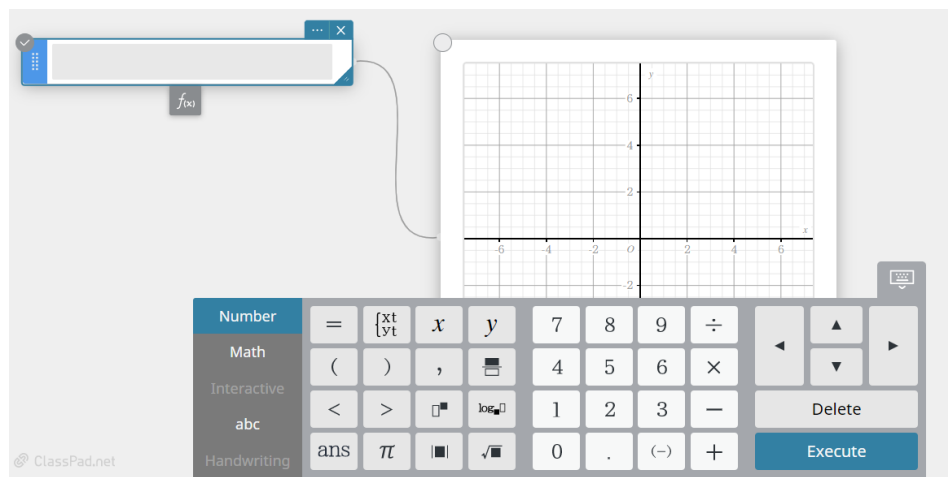 ··· X
f(x)
y
6
4
2
x
-6 -4 -2 O 2 4 6
-2
Number = {xt yt x y 7 8 9 ÷ ◄ ▲ ►
Math ( ) , 4 5 6 × ▼
Interactive < > log 1 2 3 − Delete
abc
Handwriting ans π |■| √■ 0 . (−) + Execute
ClassPad.net